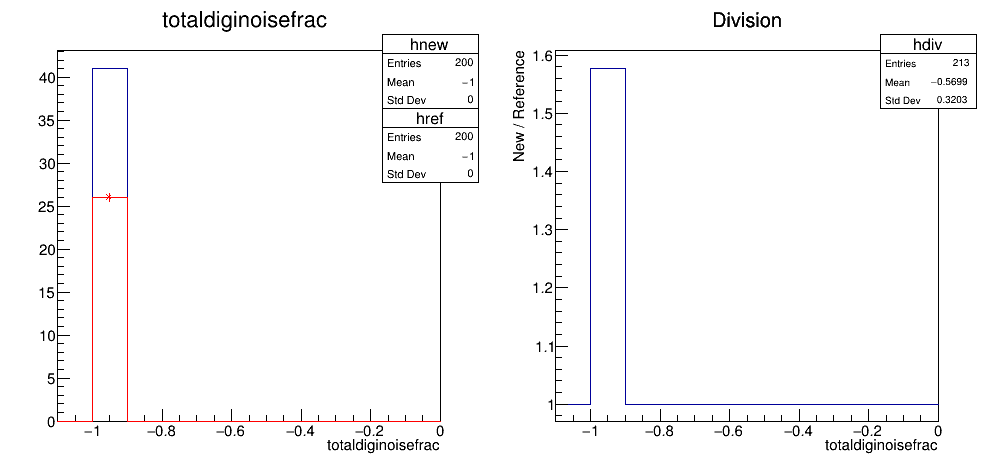 totaldiginoisefrac
hnew
Entries 200
Mean −1
Std Dev 0
href
Entries 200
Mean −1
Std Dev 0
40
35
30
25
20
15
10
5
0
−1 −0.8 −0.6 −0.4 −0.2 0
totaldiginoisefrac
Division
hdiv
Entries 213
Mean −0.5699
Std Dev 0.3203
New / Reference
1.6
1.5
1.4
1.3
1.2
1.1
1
−1 −0.8 −0.6 −0.4 −0.2 0
totaldiginoisefrac